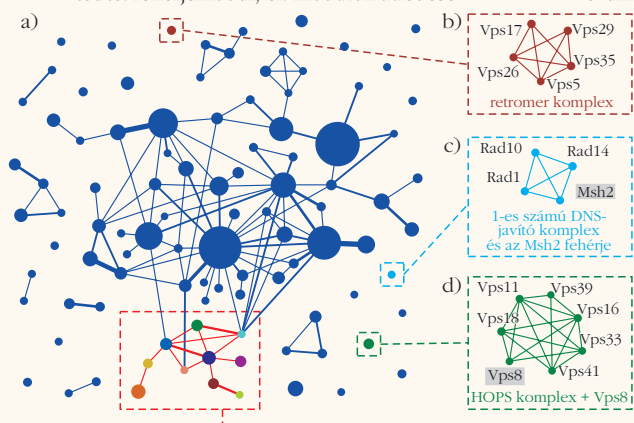 a)
b)
Vps17
Vps29
Vps35
Vps26
Vps5
retromer komplex
c)
Rad10
Rad14
Rad1
Msh2
1-es számú DNS-
javító komplex
és az Msh2 fehérje
d)
Vps11
Vps39
Vps16
Vps18
Vps33
Vps8
Vps41
HOPS komplex + Vps8